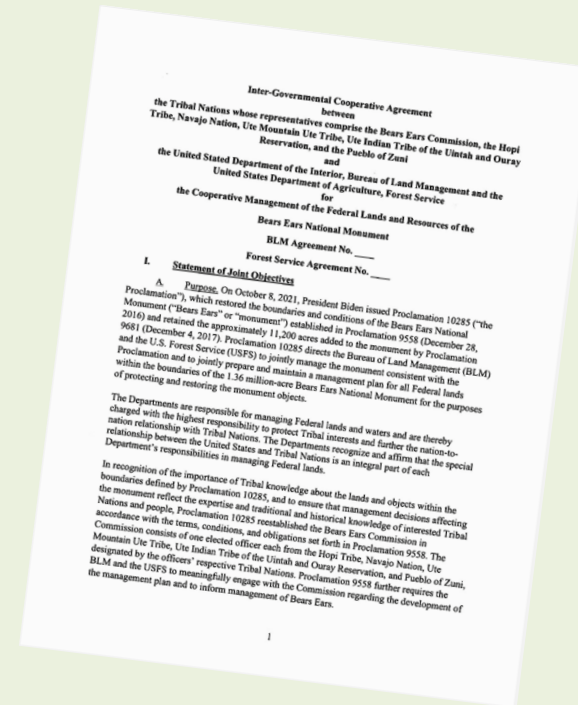 Inter-Governmental Cooperative Agreement
between
the Tribal Nations whose representatives comprise the Bears Ears Commission, the Hopi
Tribe, Navajo Nation, Ute Mountain Ute Tribe, Ute Indian Tribe of the Uintah and Ouray
Reservation, and the Pueblo of Zuni
and
the United Stated Department of the Interior, Bureau of Land Management and the
United States Department of Agriculture, Forest Service
for
the Cooperative Management of the Federal Lands and Resources of the
Bears Ears National Monument
BLM Agreement No. ____
Forest Service Agreement No. ____
I. Statement of Joint Objectives
A. Purpose. On October 8, 2021, President Biden issued Proclamation 10285 ("the
Proclamation"), which restored the boundaries and conditions of the Bears Ears National
Monument ("Bears Ears" or "monument") established in Proclamation 9558 (December 28,
2016) and retained the approximately 11,200 acres added to the monument by Proclamation
9681 (December 4, 2017). Proclamation 10285 directs the Bureau of Land Management (BLM)
and the U.S. Forest Service (USFS) to jointly manage the monument consistent with the
Proclamation and to jointly prepare and maintain a management plan for all Federal lands
within the boundaries of the 1.36 million-acre Bears Ears National Monument for the purposes
of protecting and restoring the monument objects.
The Departments are responsible for managing Federal lands and waters and are thereby
charged with the highest responsibility to protect Tribal interests and further the nation-to-
nation relationship with Tribal Nations. The Departments recognize and affirm that the special
relationship between the United States and Tribal Nations is an integral part of each
Department's responsibilities in managing Federal lands.
In recognition of the importance of Tribal knowledge about the lands and objects within the
boundaries defined by Proclamation 10285, and to ensure that management decisions affecting
the monument reflect the expertise and traditional and historical knowledge of interested Tribal
Nations and people, Proclamation 10285 reestablished the Bears Ears Commission in
accordance with the terms, conditions, and obligations set forth in Proclamation 9558. The
Commission consists of one elected officer each from the Hopi Tribe, Navajo Nation, Ute
Mountain Ute Tribe, Ute Indian Tribe of the Uintah and Ouray Reservation, and Pueblo of Zuni,
designated by the officers' respective Tribal Nations. Proclamation 9558 further requires the
BLM and the USFS to meaningfully engage with the Commission regarding the development of
the management plan and to inform management of Bears Ears.
1